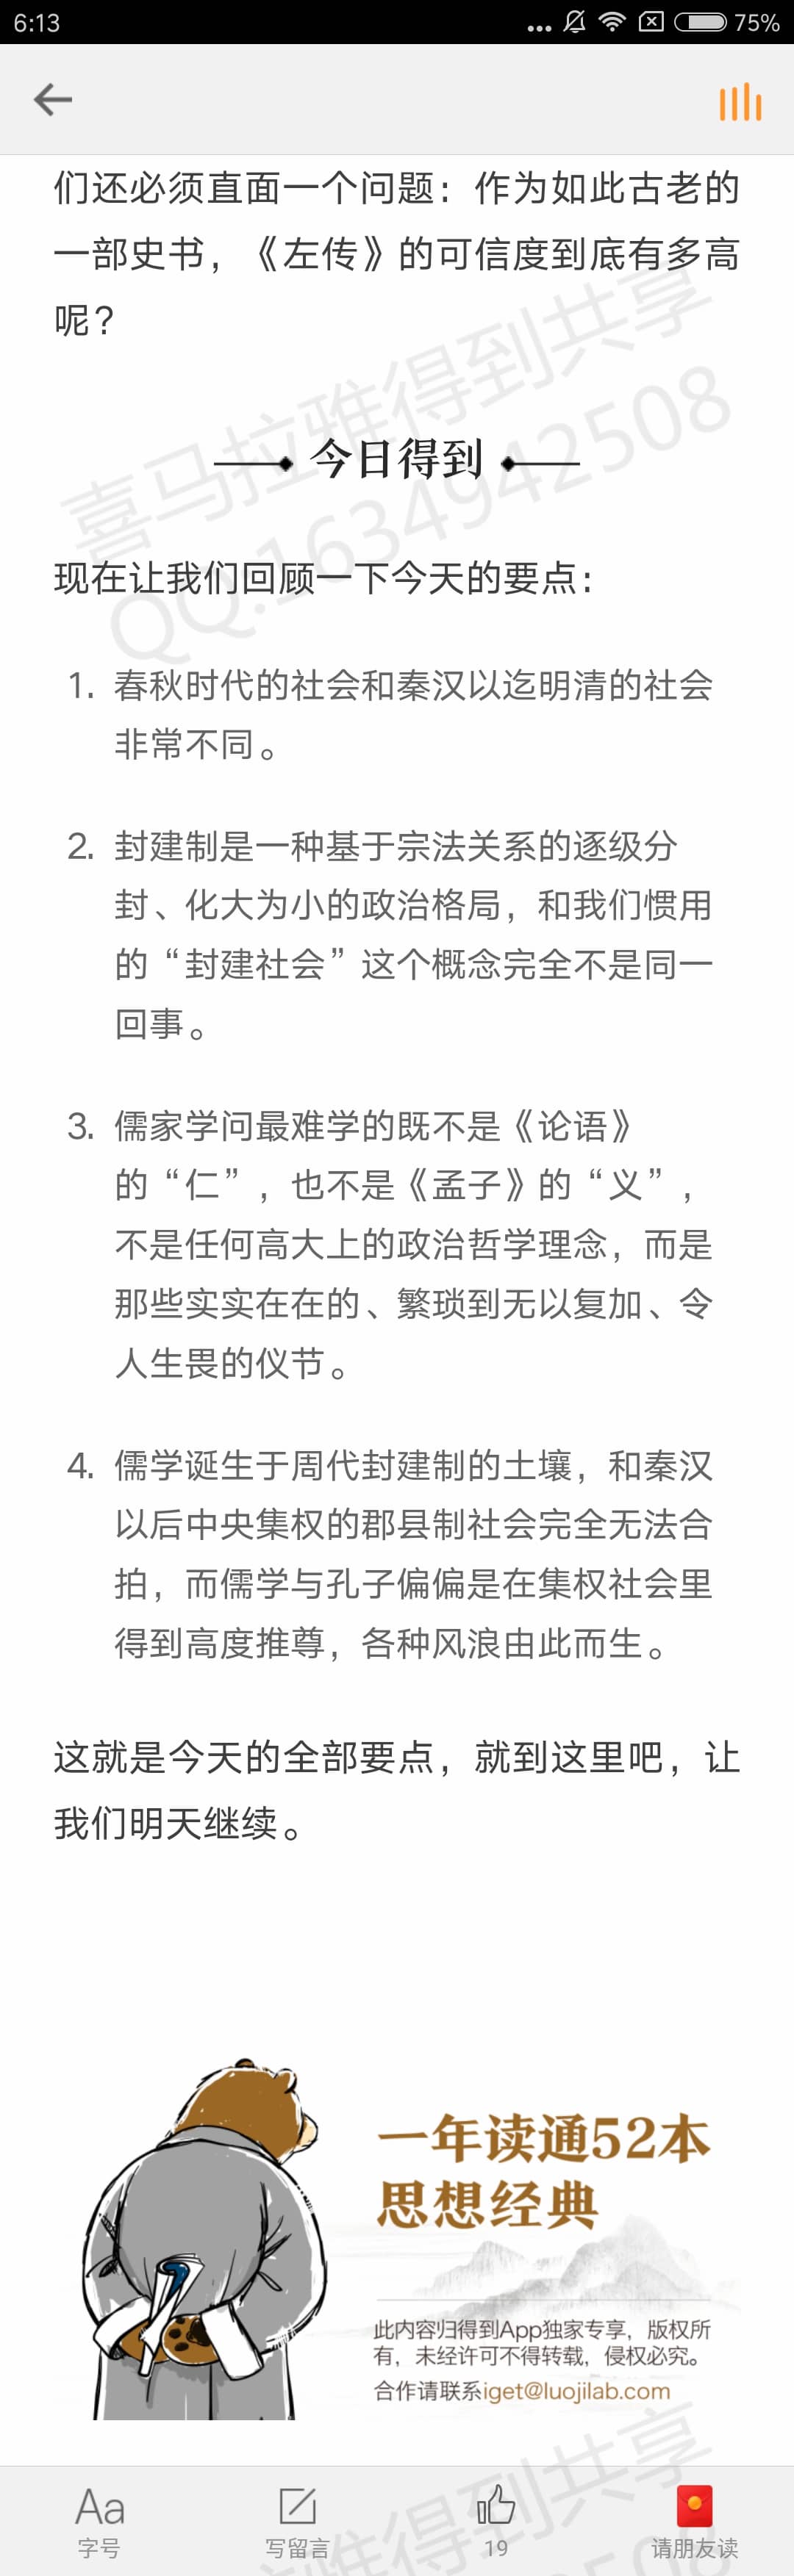 6:13
75%
们还必须直面一个问题：作为如此古老的
一部史书，《左传》的可信度到底有多高
呢？
喜马拉雅得到共享
QQ:1634942508
今日得到
现在让我们回顾一下今天的要点：
1. 春秋时代的社会和秦汉以迄明清的社会
非常不同。
2. 封建制是一种基于宗法关系的逐级分
封、化大为小的政治格局，和我们惯用
的“封建社会”这个概念完全不是同一
回事。
3. 儒家学问最难学的既不是《论语》
的“仁”，也不是《孟子》的“义”，
不是任何高大上的政治哲学理念，而是
那些实实在在的、繁琐到无以复加、令
人生畏的仪节。
4. 儒学诞生于周代封建制的土壤，和秦汉
以后中央集权的郡县制社会完全无法合
拍，而儒学与孔子偏偏是在集权社会里
得到高度推尊，各种风浪由此而生。
这就是今天的全部要点，就到这里吧，让
我们明天继续。
一年读通52本
思想经典
此内容归得到App独家专享，版权所
有，未经许可不得转载，侵权必究。
合作请联系iget@luojilab.com
雅得到共享
508
Aa
字号
写留言
19
请朋友读